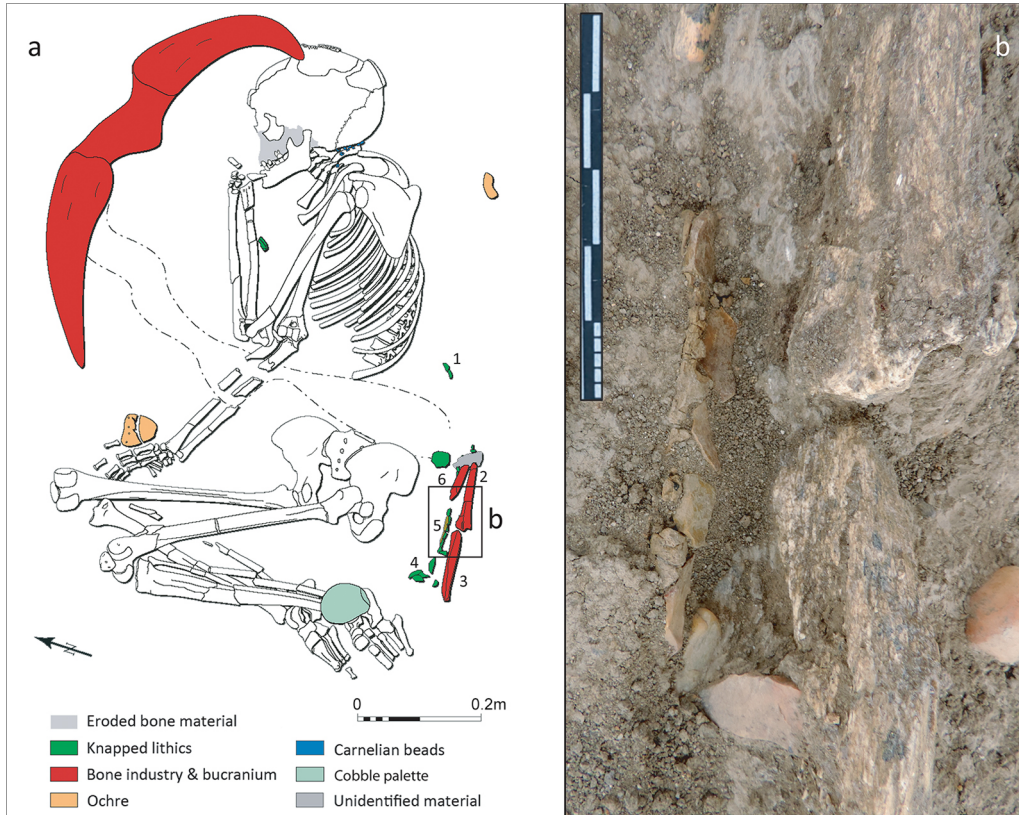 a
b
1
2
6
5
b
4
3
N
0 0.2m
Eroded bone material
Knapped lithics
Bone industry & bucranium
Ochre
Carnelian beads
Cobble palette
Unidentified material